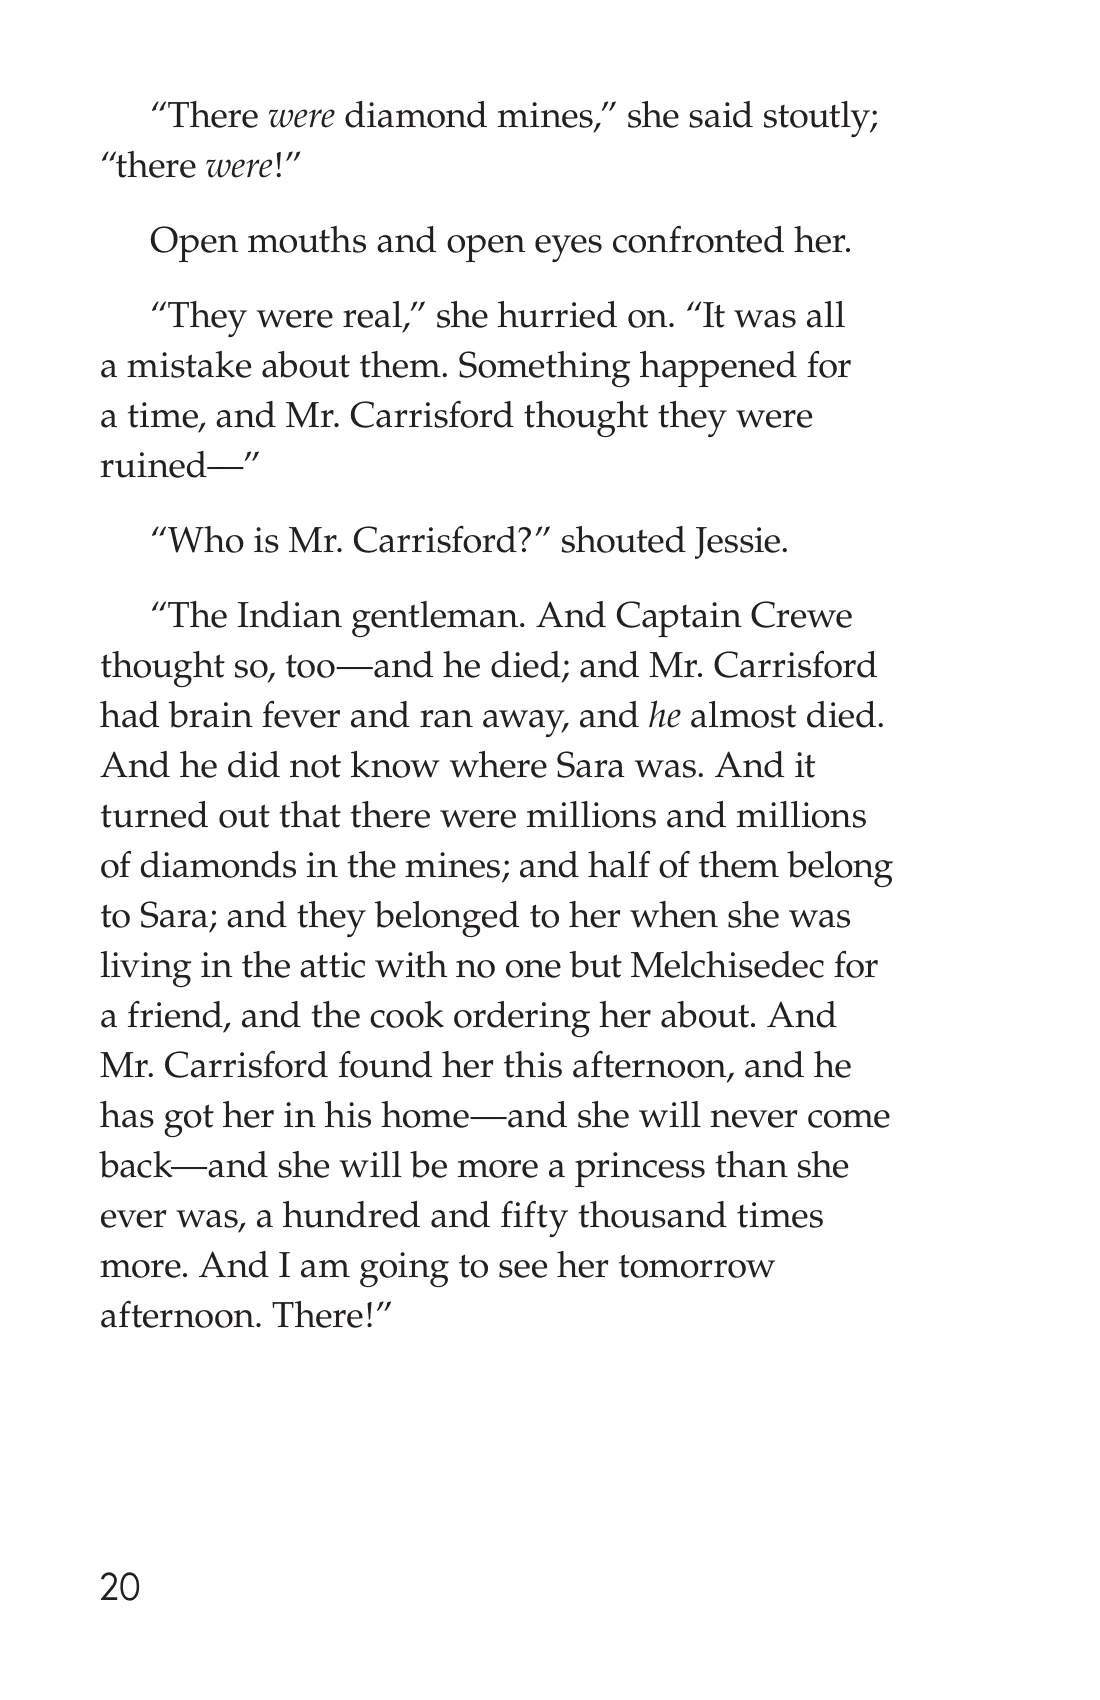 “There were diamond mines,” she said stoutly;
“there were!”
Open mouths and open eyes confronted her.
“They were real,” she hurried on. “It was all
a mistake about them. Something happened for
a time, and Mr. Carrisford thought they were
ruined—”
“Who is Mr. Carrisford?” shouted Jessie.
“The Indian gentleman. And Captain Crewe
thought so, too—and he died; and Mr. Carrisford
had brain fever and ran away, and he almost died.
And he did not know where Sara was. And it
turned out that there were millions and millions
of diamonds in the mines; and half of them belong
to Sara; and they belonged to her when she was
living in the attic with no one but Melchisedec for
a friend, and the cook ordering her about. And
Mr. Carrisford found her this afternoon, and he
has got her in his home—and she will never come
back—and she will be more a princess than she
ever was, a hundred and fifty thousand times
more. And I am going to see her tomorrow
afternoon. There!”
20